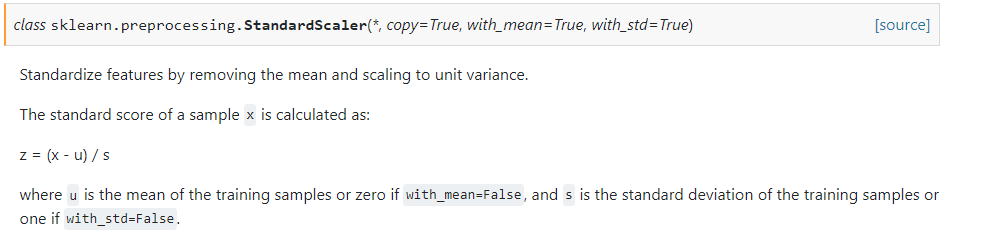 class sklearn.preprocessing.StandardScaler(*, copy=True, with_mean=True, with_std=True) [source]
Standardize features by removing the mean and scaling to unit variance.
The standard score of a sample x is calculated as:
z = (x - u) / s
where u is the mean of the training samples or zero if with_mean=False, and s is the standard deviation of the training samples or
one if with_std=False.